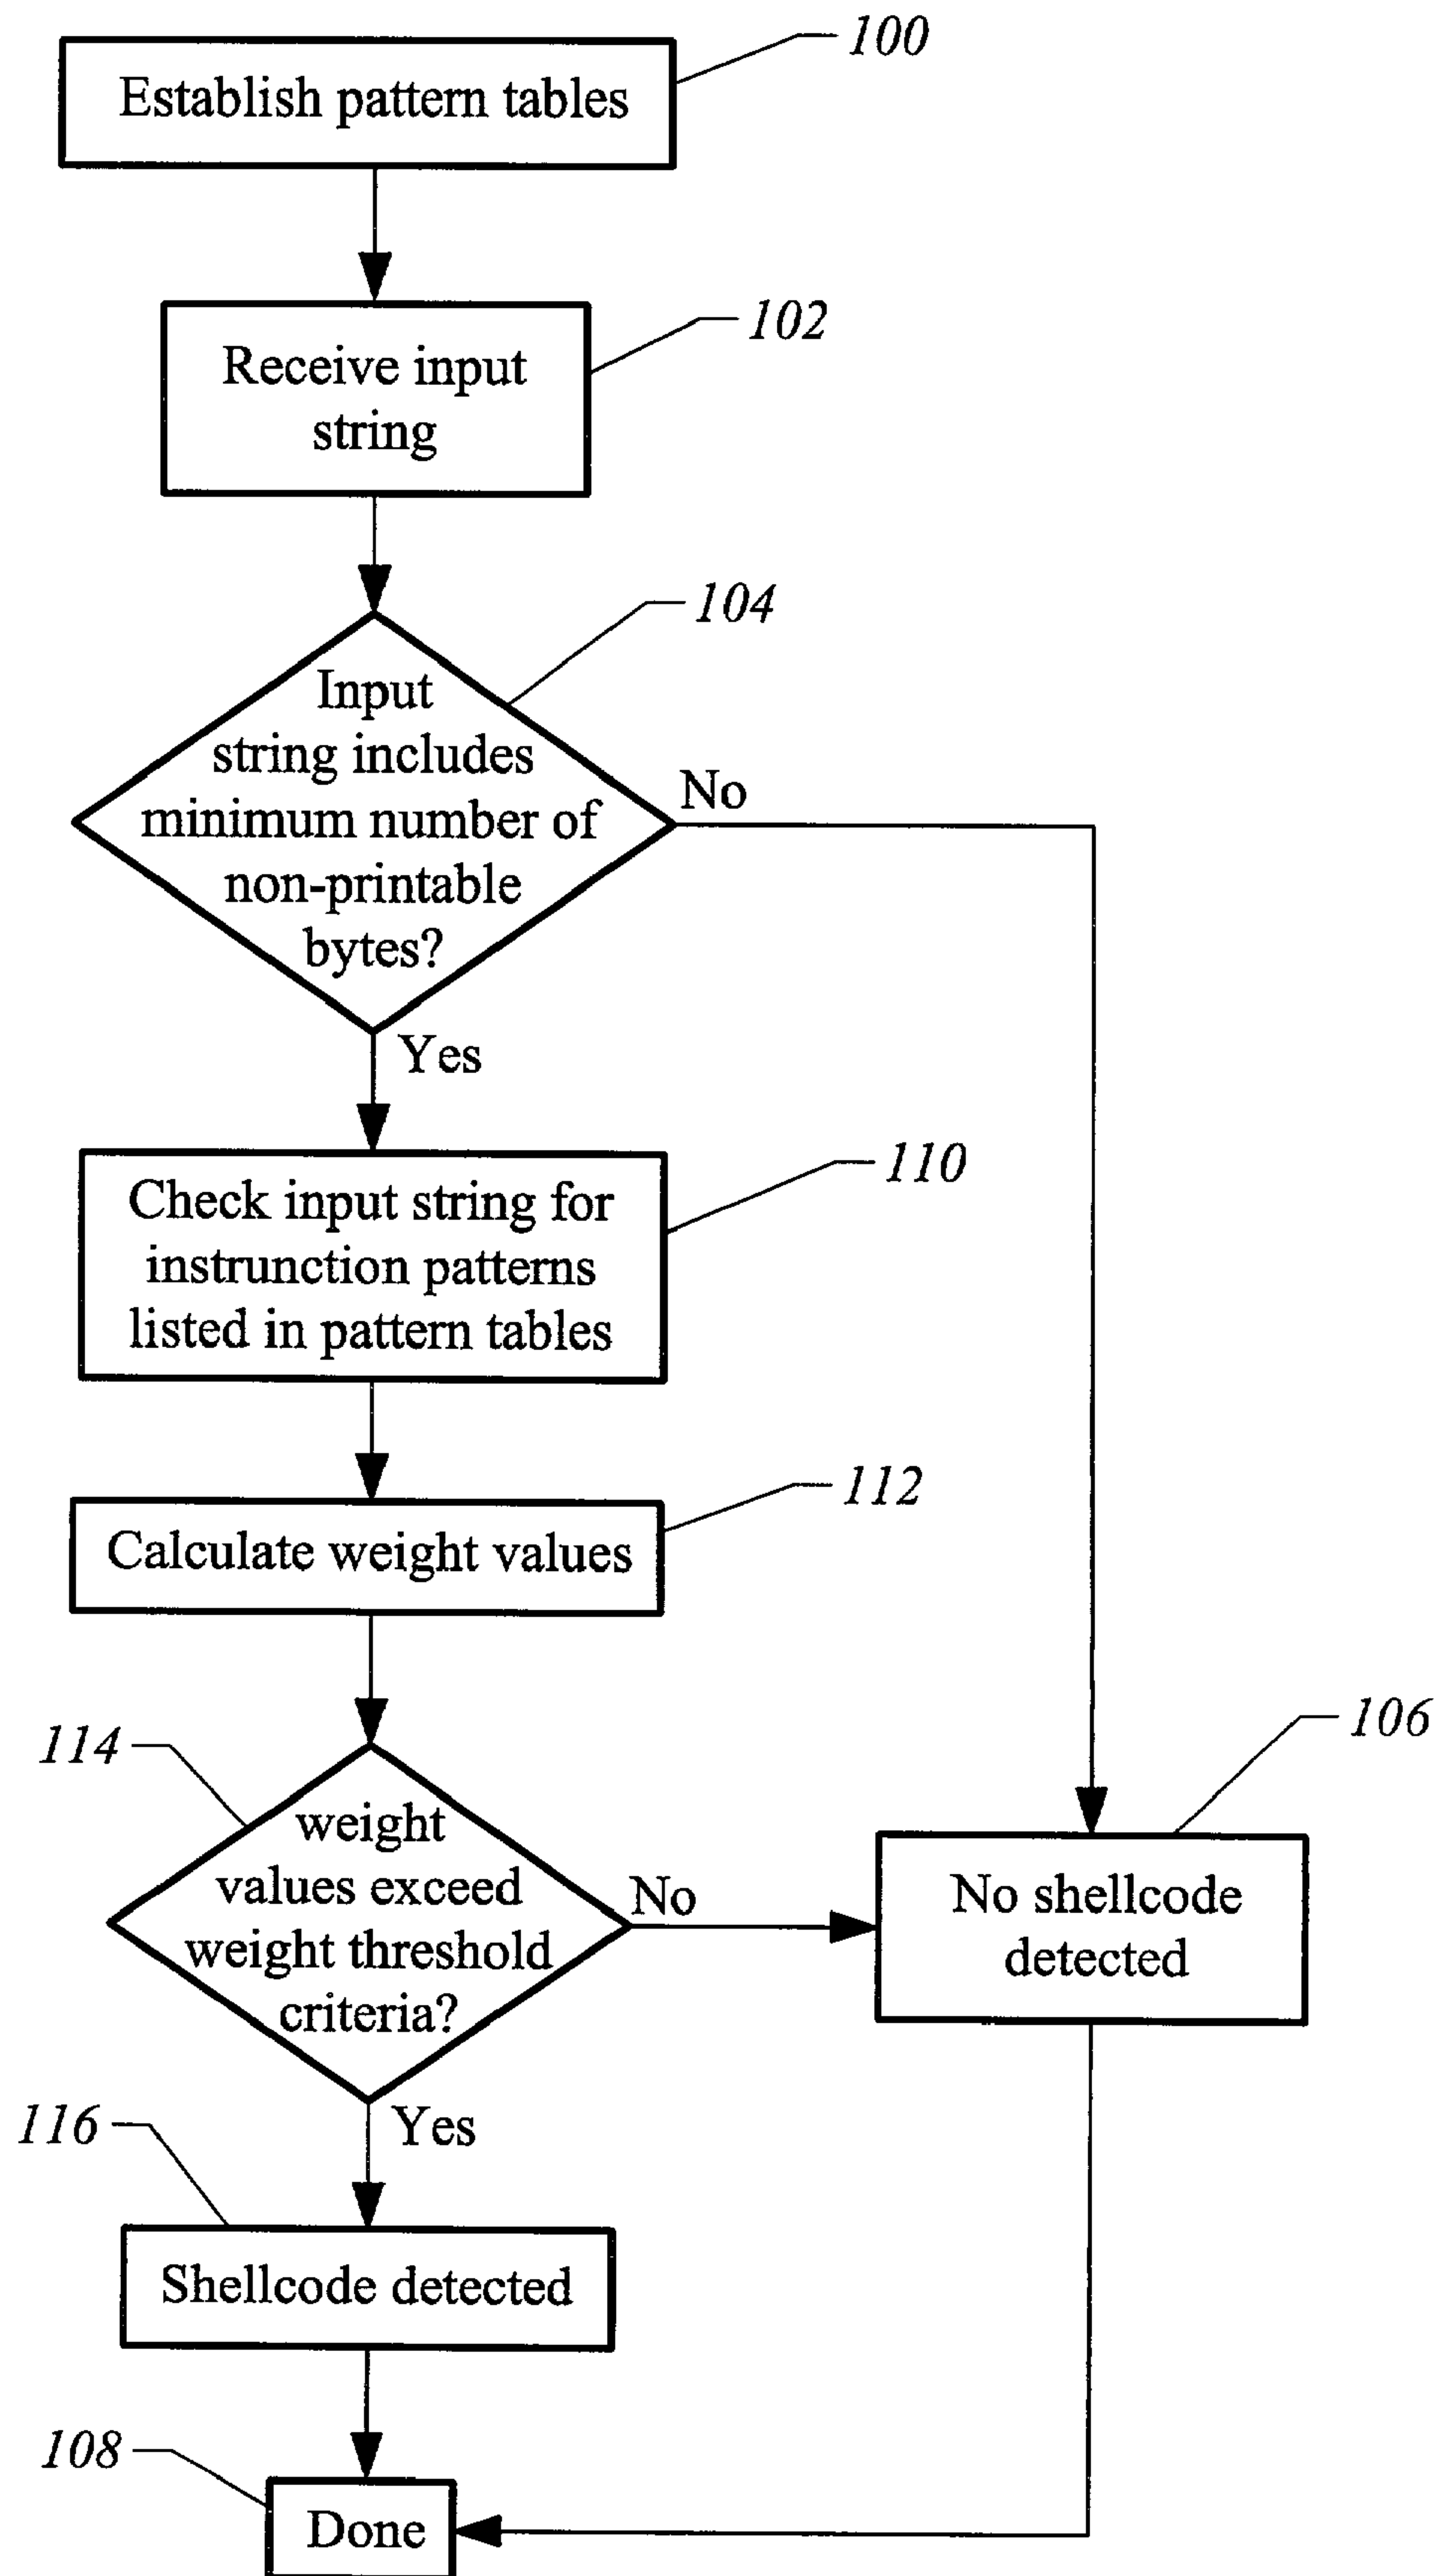 100
Establish pattern tables
102
Receive input
string
104
Input
string includes
minimum number of
non-printable
bytes?
No
Yes
110
Check input string for
instrunction patterns
listed in pattern tables
112
Calculate weight values
114
weight
values exceed
weight threshold
criteria?
No
106
No shellcode
detected
Yes
116
Shellcode detected
108
Done